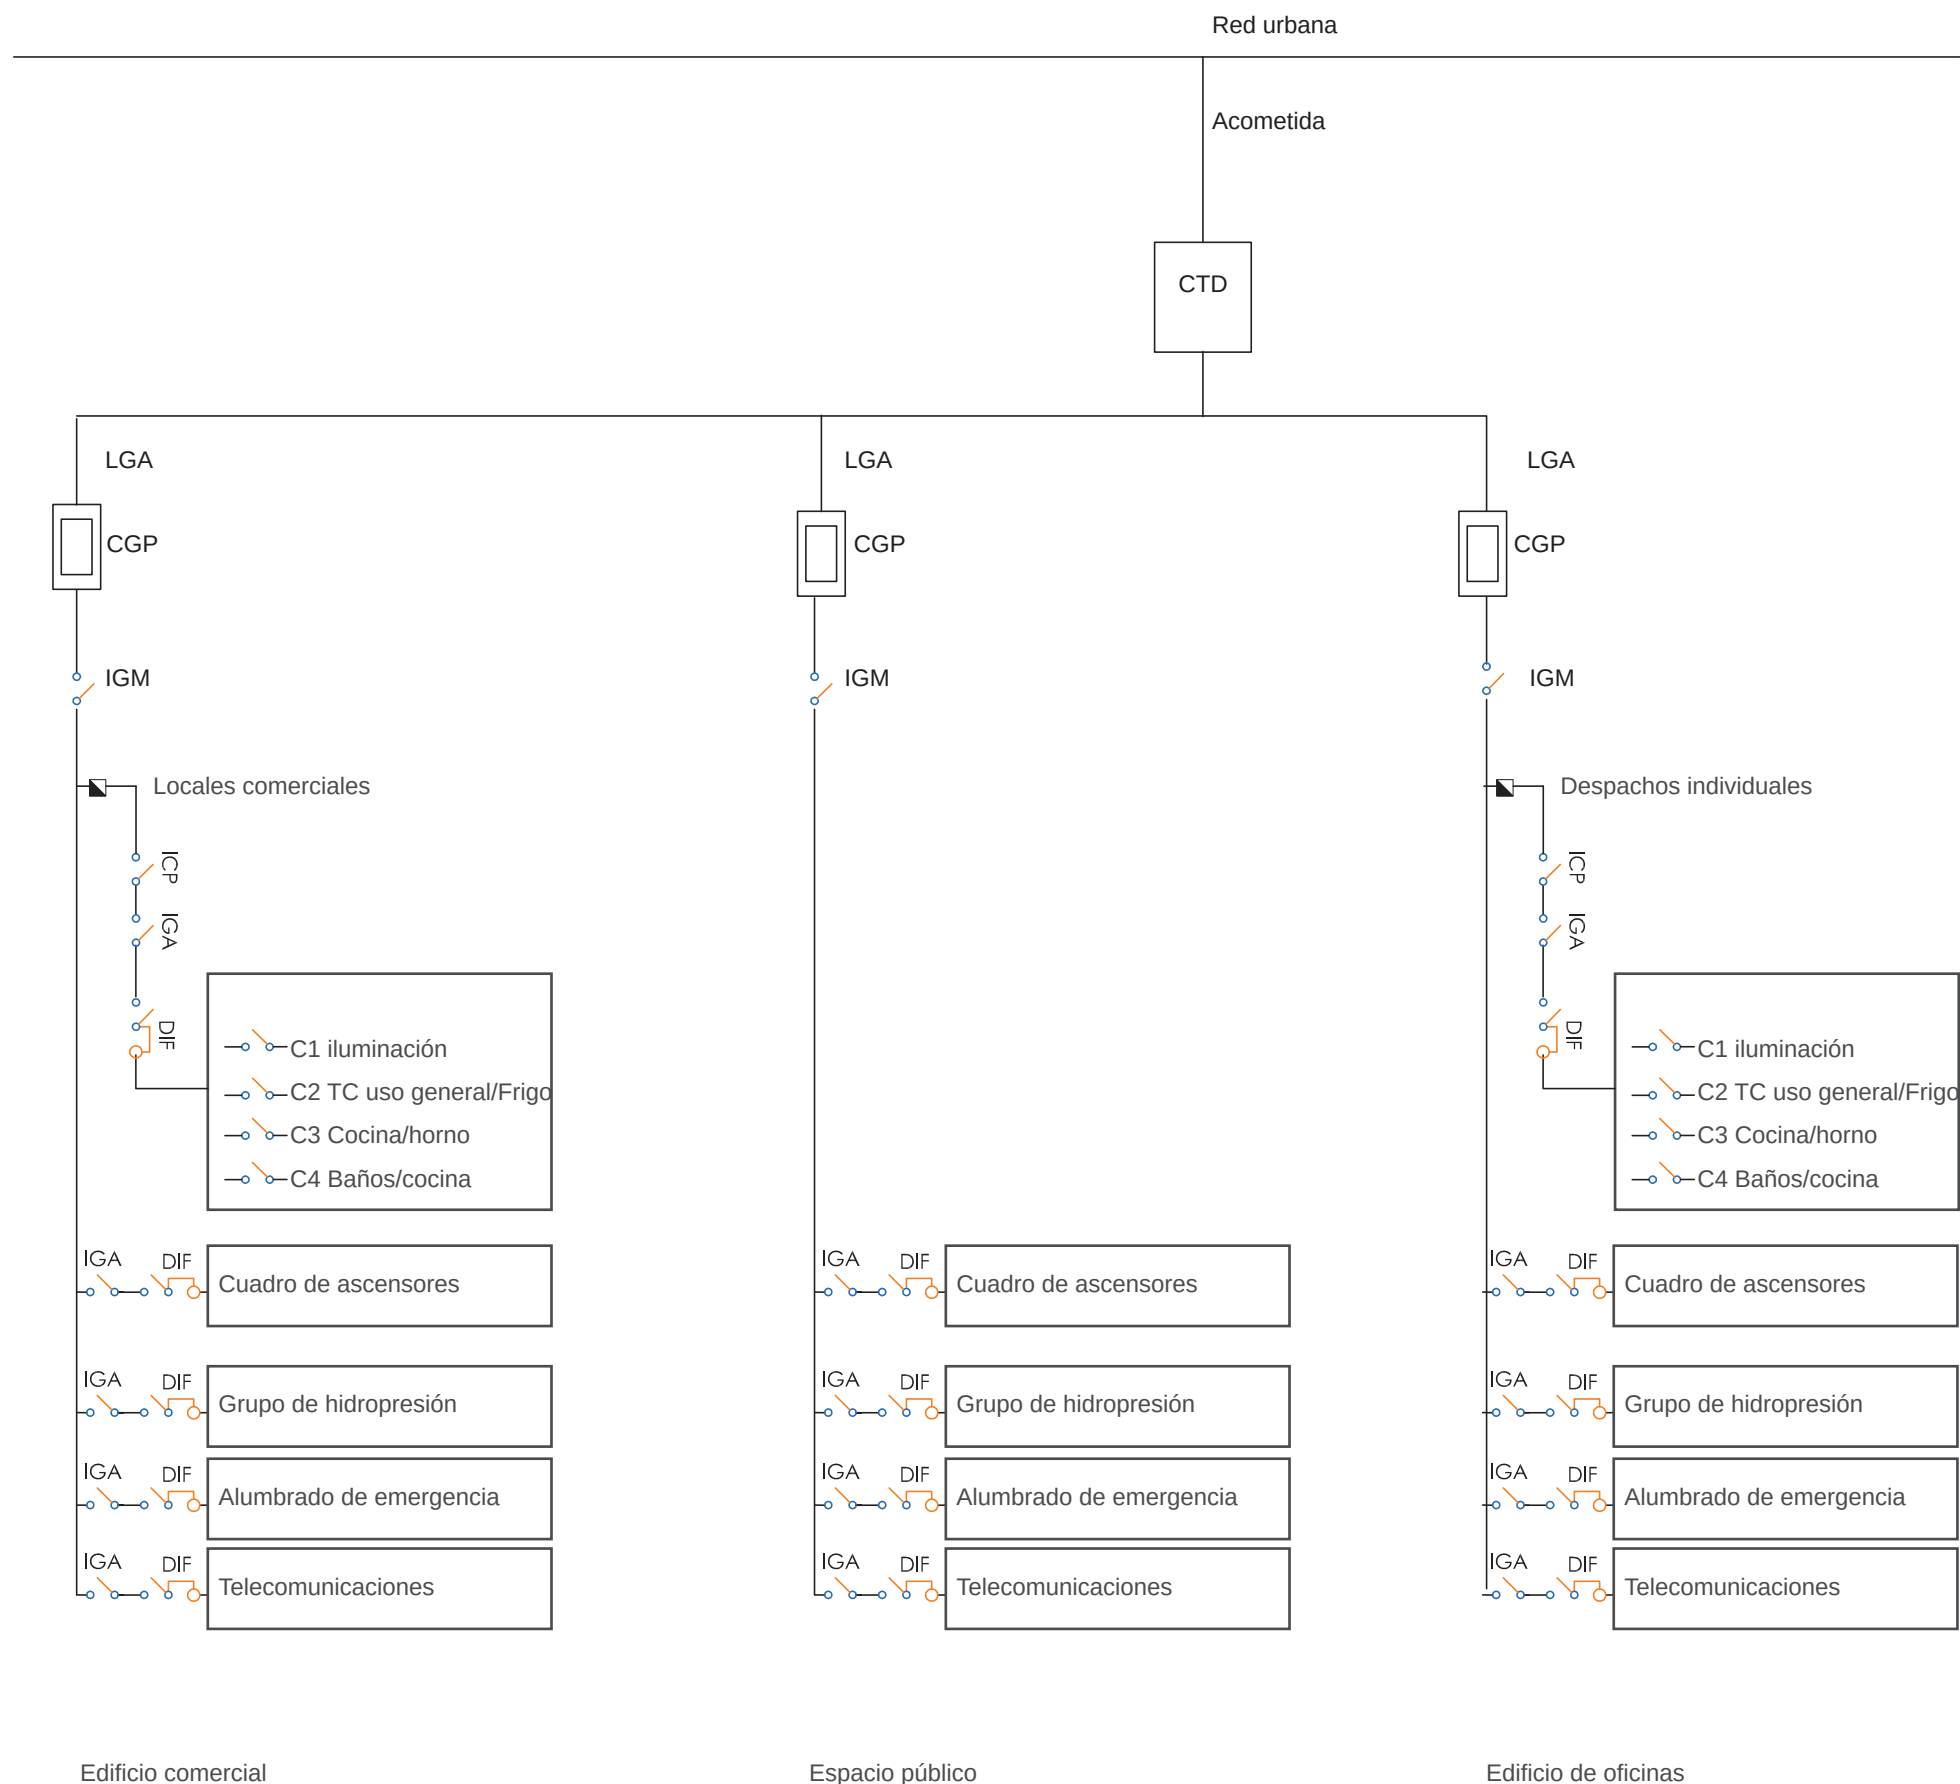 Red urbana
Acometida
CTD
LGA
LGA
LGA
CGP
CGP
CGP
IGM
IGM
IGM
Locales comerciales
Despachos individuales
ICP
ICP
IGA
IGA
DIF
DIF
C1 iluminación
C2 TC uso general/Frigo
C3 Cocina/horno
C4 Baños/cocina
C1 iluminación
C2 TC uso general/Frigo
C3 Cocina/horno
C4 Baños/cocina
IGA DIF Cuadro de ascensores
IGA DIF Cuadro de ascensores
IGA DIF Cuadro de ascensores
IGA DIF Grupo de hidropresión
IGA DIF Grupo de hidropresión
IGA DIF Grupo de hidropresión
IGA DIF Alumbrado de emergencia
IGA DIF Alumbrado de emergencia
IGA DIF Alumbrado de emergencia
IGA DIF Telecomunicaciones
IGA DIF Telecomunicaciones
IGA DIF Telecomunicaciones
Edificio comercial
Espacio público
Edificio de oficinas